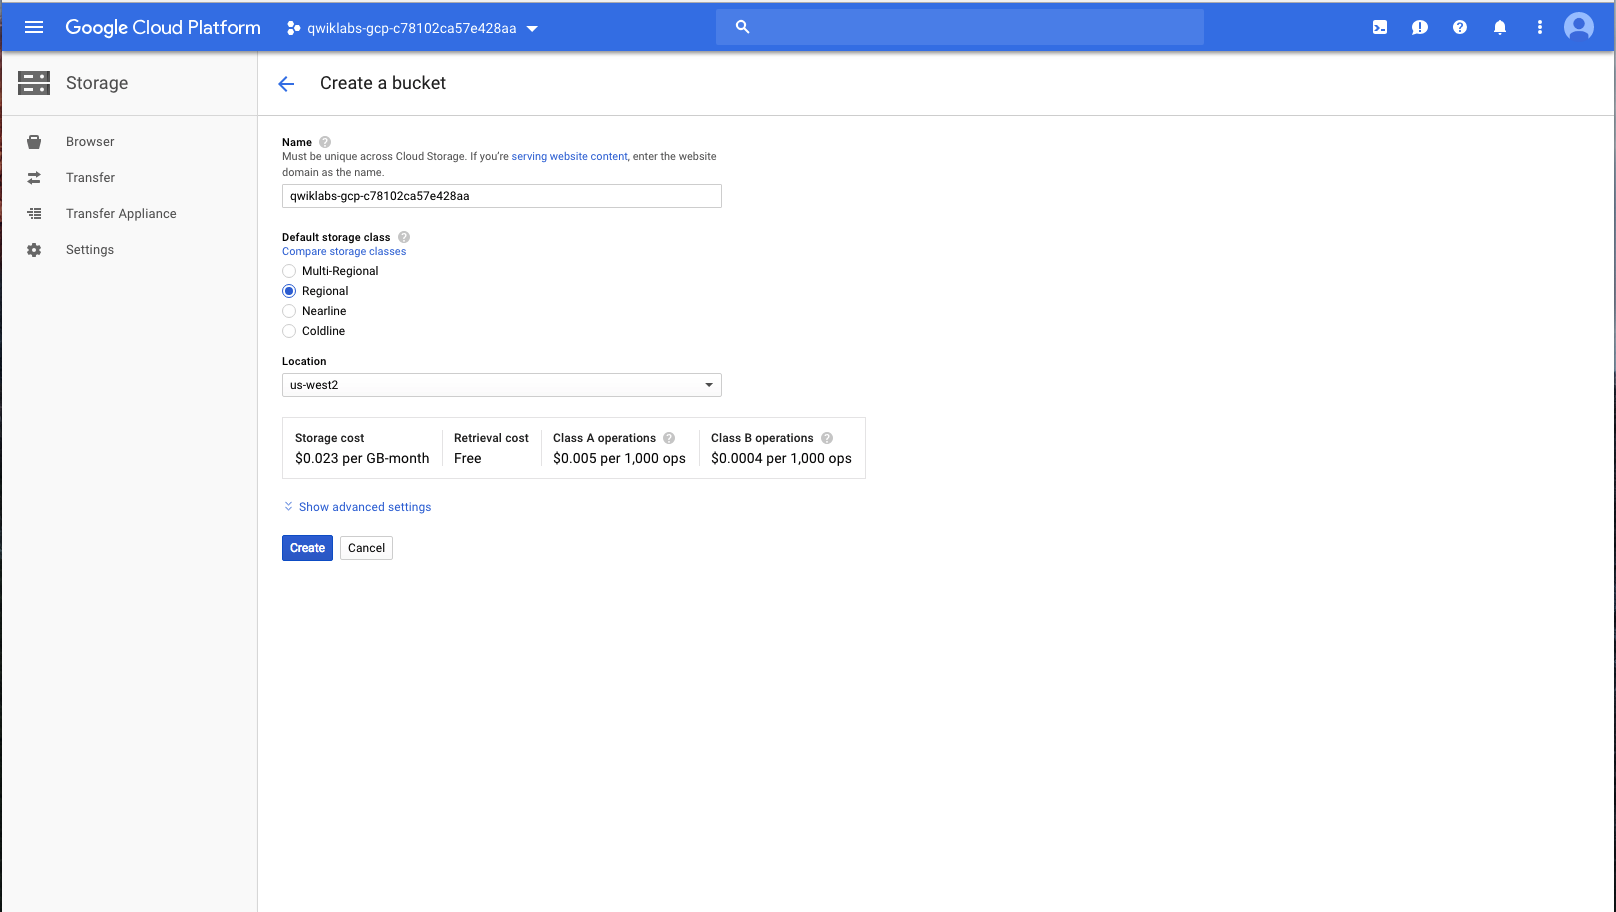 Google Cloud Platform
qwiklabs-gcp-c78102ca57e428aa
Storage
Create a bucket
Browser
Transfer
Transfer Appliance
Settings
Name
Must be unique across Cloud Storage. If you're serving website content, enter the website
domain as the name.
qwiklabs-gcp-c78102ca57e428aa
Default storage class
Compare storage classes
Multi-Regional
Regional
Nearline
Coldline
Location
us-west2
Storage cost
$0.023 per GB-month
Retrieval cost
Free
Class A operations
$0.005 per 1,000 ops
Class B operations
$0.0004 per 1,000 ops
Show advanced settings
Create
Cancel